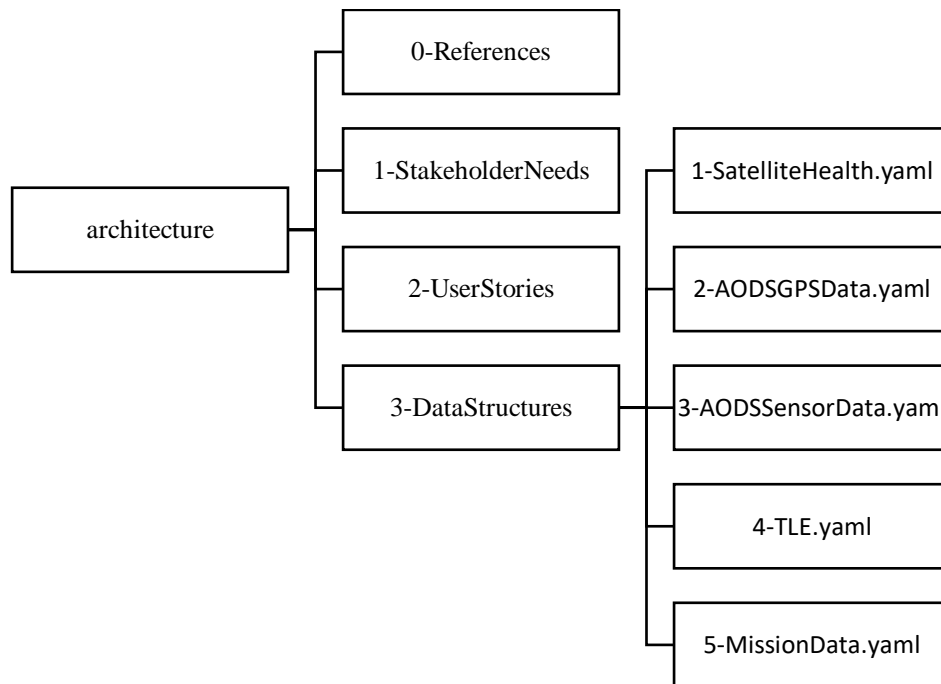 architecture
0-References
1-StakeholderNeeds
2-UserStories
3-DataStructures
1-SatelliteHealth.yaml
2-AODSGPSData.yaml
3-AODSSensorData.yam
4-TLE.yaml
5-MissionData.yaml